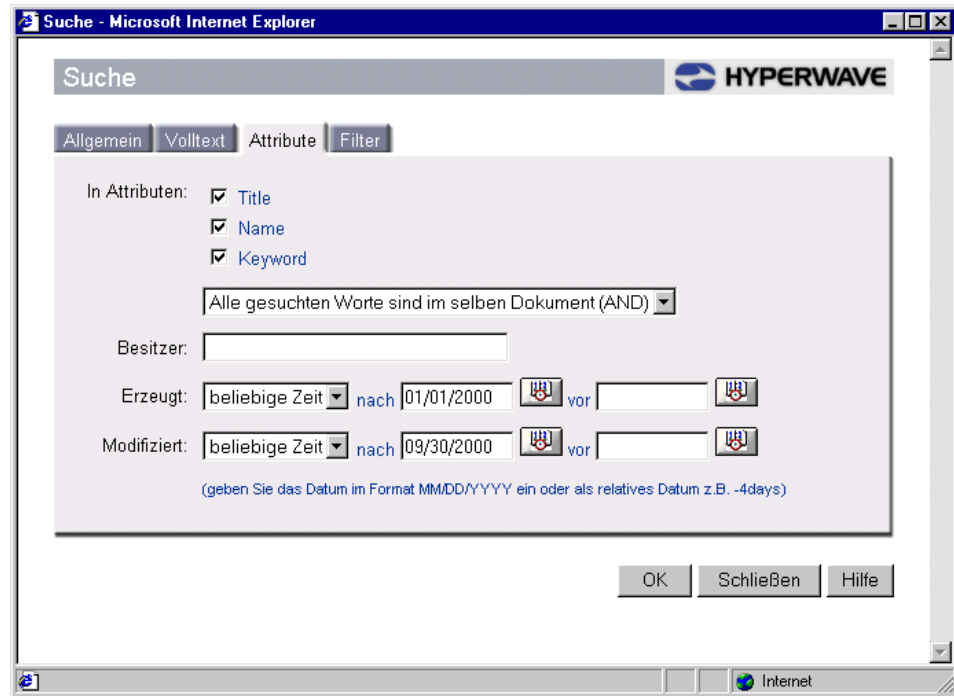 Suche - Microsoft Internet Explorer
Suche HYPERWAVE
Allgemein Volltext Attribute Filter
In Attributen: Title
Name
Keyword
Alle gesuchten Worte sind im selben Dokument (AND)
Besitzer:
Erzeugt: beliebige Zeit nach 01/01/2000 vor
Modifiziert: beliebige Zeit nach 09/30/2000 vor
(geben Sie das Datum im Format MM/DD/YYYY ein oder als relatives Datum z.B. -4days)
OK Schließen Hilfe
Internet